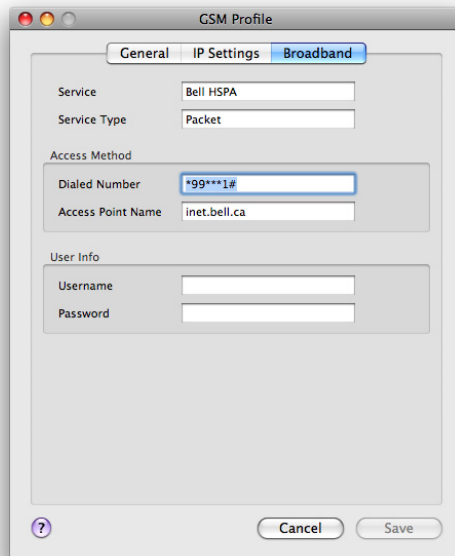 GSM Profile
General IP Settings Broadband
Service Bell HSPA
Service Type Packet
Access Method
Dialed Number *99***1#
Access Point Name inet.bell.ca
User Info
Username
Password
? Cancel Save